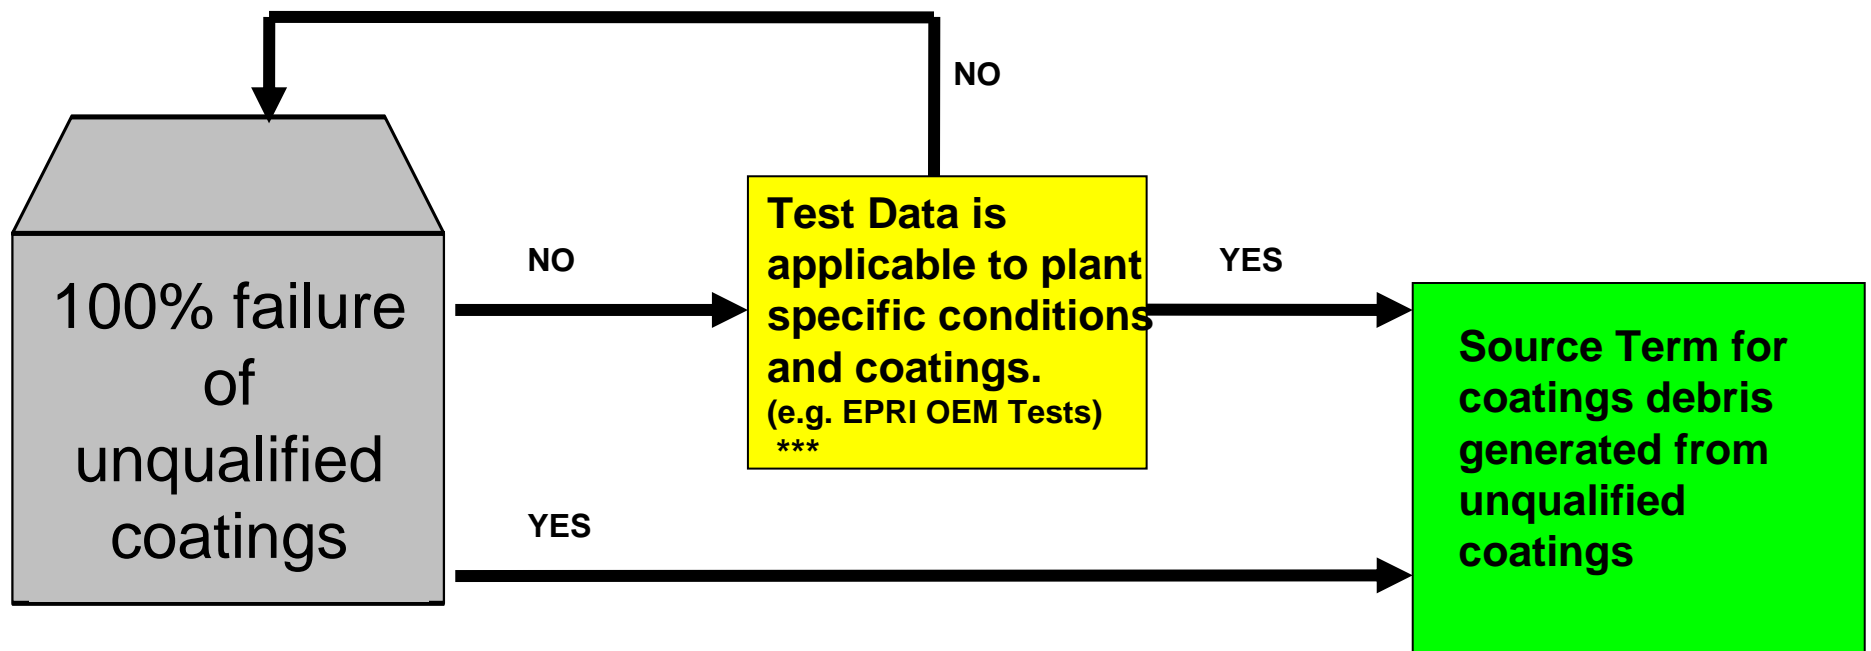 NO
100% failure
of
unqualified
coatings
NO
YES
Test Data is
applicable to plant
specific conditions
and coatings.
(e.g. EPRI OEM Tests)
***
YES
Source Term for
coatings debris
generated from
unqualified
coatings